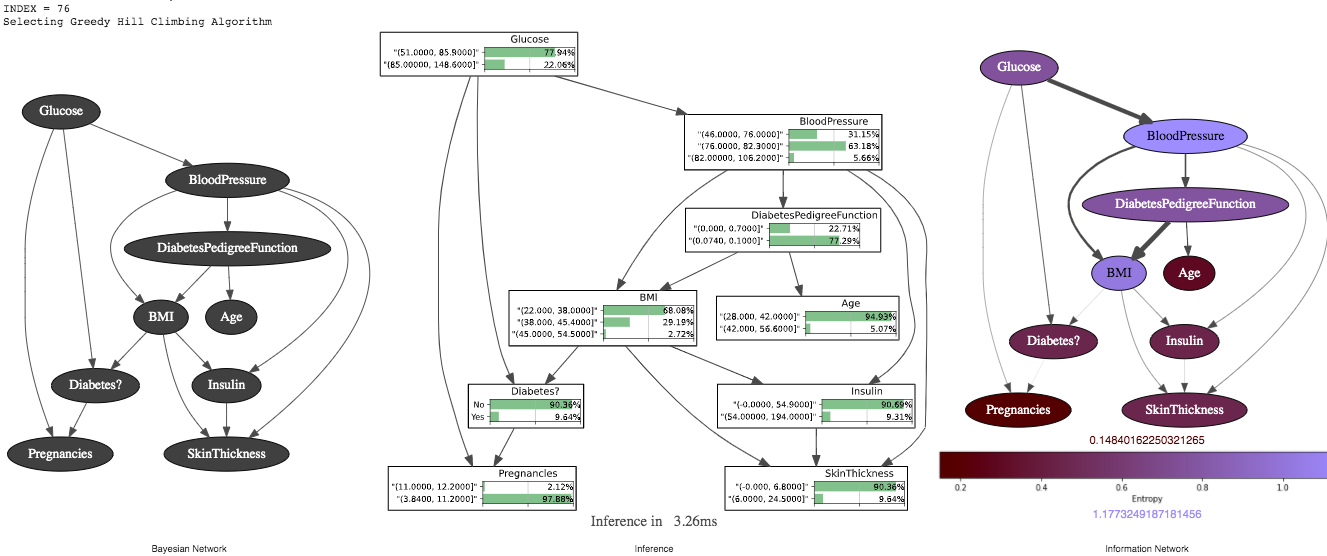 INDEX = 76
Selecting Greedy Hill Climbing Algorithm
Glucose
BloodPressure
DiabetesPedigreeFunction
BMI
Age
Diabetes?
Insulin
Pregnancies
SkinThickness
Bayesian Network
Glucose
"(51.0000, 85.9000]" 77.94%
"(85.00000, 148.6000]" 22.06%
BloodPressure
"(46.0000, 76.0000]" 31.15%
"(76.0000, 82.3000]" 63.18%
"(82.00000, 106.2000]" 5.66%
DiabetesPedigreeFunction
"(0.000, 0.7000]" 22.71%
"(0.0740, 0.1000]" 77.29%
BMI
"(22.000, 38.0000]" 68.08%
"(38.000, 45.4000]" 29.19%
"(45.0000, 54.5000]" 2.72%
Age
"(28.000, 42.0000]" 94.93%
"(42.000, 56.6000]" 5.07%
Diabetes?
No 90.36%
Yes 9.64%
Insulin
"(-0.0000, 54.9000]" 90.69%
"(54.0000, 194.0000]" 9.31%
Pregnancies
"(11.0000, 12.2000]" 2.12%
"(3.8400, 11.2000]" 97.88%
SkinThickness
"(-0.000, 6.8000]" 90.36%
"(6.0000, 24.5000]" 9.64%
Inference in 3.26ms
Inference
Glucose
BloodPressure
DiabetesPedigreeFunction
BMI
Age
Diabetes?
Insulin
Pregnancies
SkinThickness
0.14840162250321265
0.2 0.4 0.6 0.8 1.0
Entropy
1.1773249187181456
Information Network